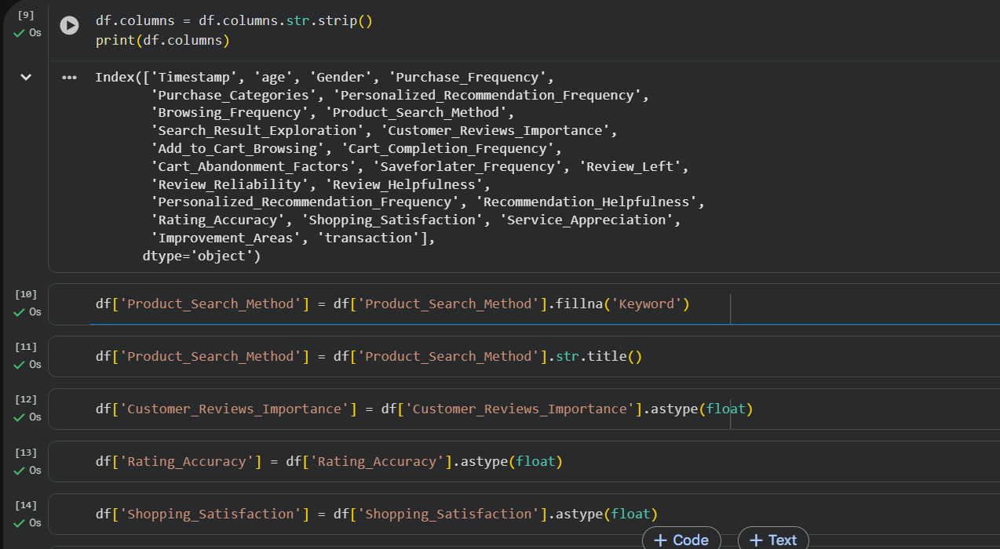 [9]
0s
df.columns = df.columns.str.strip()
print(df.columns)
Index(['Timestamp', 'age', 'Gender', 'Purchase_Frequency',
'Purchase_Categories', 'Personalized_Recommendation_Frequency',
'Browsing_Frequency', 'Product_Search_Method',
'Search_Result_Exploration', 'Customer_Reviews_Importance',
'Add_to_Cart_Browsing', 'Cart_Completion_Frequency',
'Cart_Abandonment_Factors', 'Saveforlater_Frequency', 'Review_Left',
'Review_Reliability', 'Review_Helpfulness',
'Personalized_Recommendation_Frequency', 'Recommendation_Helpfulness',
'Rating_Accuracy', 'Shopping_Satisfaction', 'Service_Appreciation',
'Improvement_Areas', 'transaction'],
dtype='object')
[10]
0s
df['Product_Search_Method'] = df['Product_Search_Method'].fillna('Keyword')
[11]
0s
df['Product_Search_Method'] = df['Product_Search_Method'].str.title()
[12]
0s
df['Customer_Reviews_Importance'] = df['Customer_Reviews_Importance'].astype(float)
[13]
0s
df['Rating_Accuracy'] = df['Rating_Accuracy'].astype(float)
[14]
0s
df['Shopping_Satisfaction'] = df['Shopping_Satisfaction'].astype(float)
+ Code
+ Text